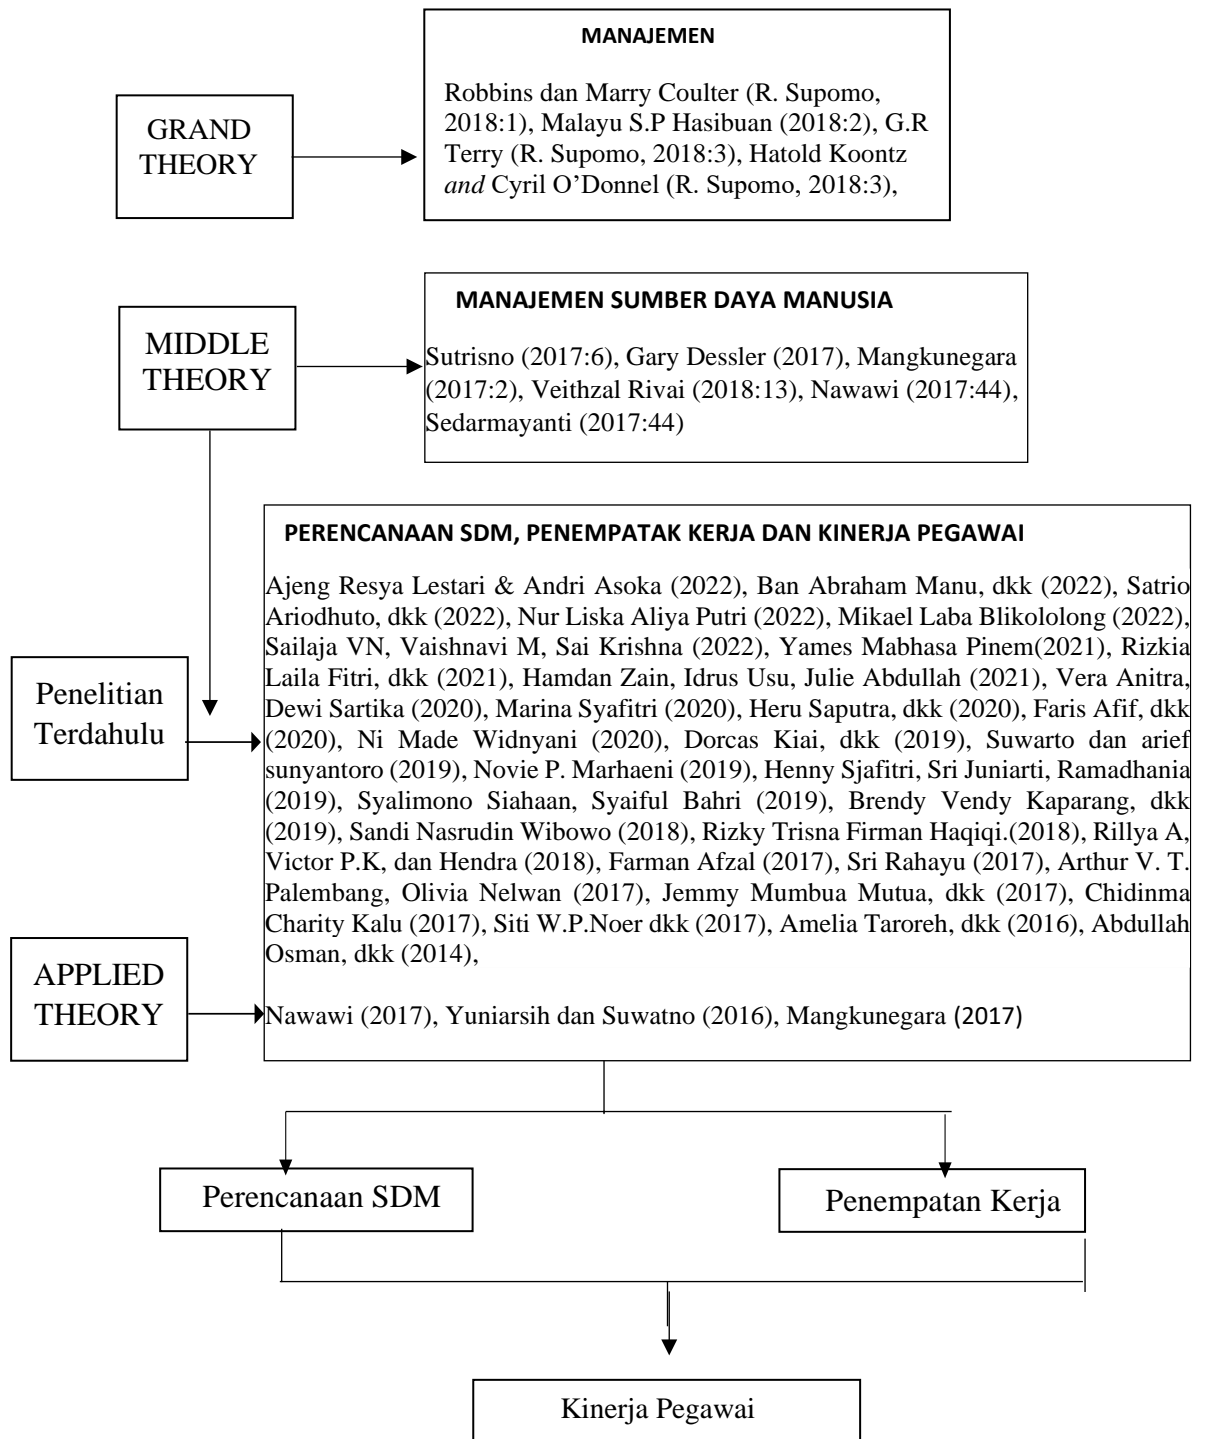 MANAJEMEN
GRAND
THEORY
Robbins dan Marry Coulter (R. Supomo,
2018:1), Malayu S.P Hasibuan (2018:2), G.R
Terry (R. Supomo, 2018:3), Hatold Koontz
and Cyril O’Donnel (R. Supomo, 2018:3),
MIDDLE
THEORY
MANAJEMEN SUMBER DAYA MANUSIA
Sutrisno (2017:6), Gary Dessler (2017), Mangkunegara
(2017:2), Veithzal Rivai (2018:13), Nawawi (2017:44),
Sedarmayanti (2017:44)
PERENCANAAN SDM, PENEMPATAK KERJA DAN KINERJA PEGAWAI
Penelitian
Terdahulu
Ajeng Resya Lestari & Andri Asoka (2022), Ban Abraham Manu, dkk (2022), Satrio
Ariodhuto, dkk (2022), Nur Liska Aliya Putri (2022), Mikael Laba Blikololong (2022),
Sailaja VN, Vaishnavi M, Sai Krishna (2022), Yames Mabhasa Pinem(2021), Rizkia
Laila Fitri, dkk (2021), Hamdan Zain, Idrus Usu, Julie Abdullah (2021), Vera Anitra,
Dewi Sartika (2020), Marina Syafitri (2020), Heru Saputra, dkk (2020), Faris Afif, dkk
(2020), Ni Made Widnyani (2020), Dorcas Kiai, dkk (2019), Suwarto dan arief
sunyantoro (2019), Novie P. Marhaeni (2019), Henny Sjafitri, Sri Juniarti, Ramadhania
(2019), Syalimono Siahaan, Syaiful Bahri (2019), Brendy Vendy Kaparang, dkk
(2019), Sandi Nasrudin Wibowo (2018), Rizky Trisna Firman Haqiqi.(2018), Rillya A,
Victor P.K, dan Hendra (2018), Farman Afzal (2017), Sri Rahayu (2017), Arthur V. T.
Palembang, Olivia Nelwan (2017), Jemmy Mumbua Mutua, dkk (2017), Chidinma
Charity Kalu (2017), Siti W.P.Noer dkk (2017), Amelia Taroreh, dkk (2016), Abdullah
Osman, dkk (2014),
APPLIED
THEORY
Nawawi (2017), Yuniarsih dan Suwatno (2016), Mangkunegara (2017)
Perencanaan SDM
Penempatan Kerja
Kinerja Pegawai